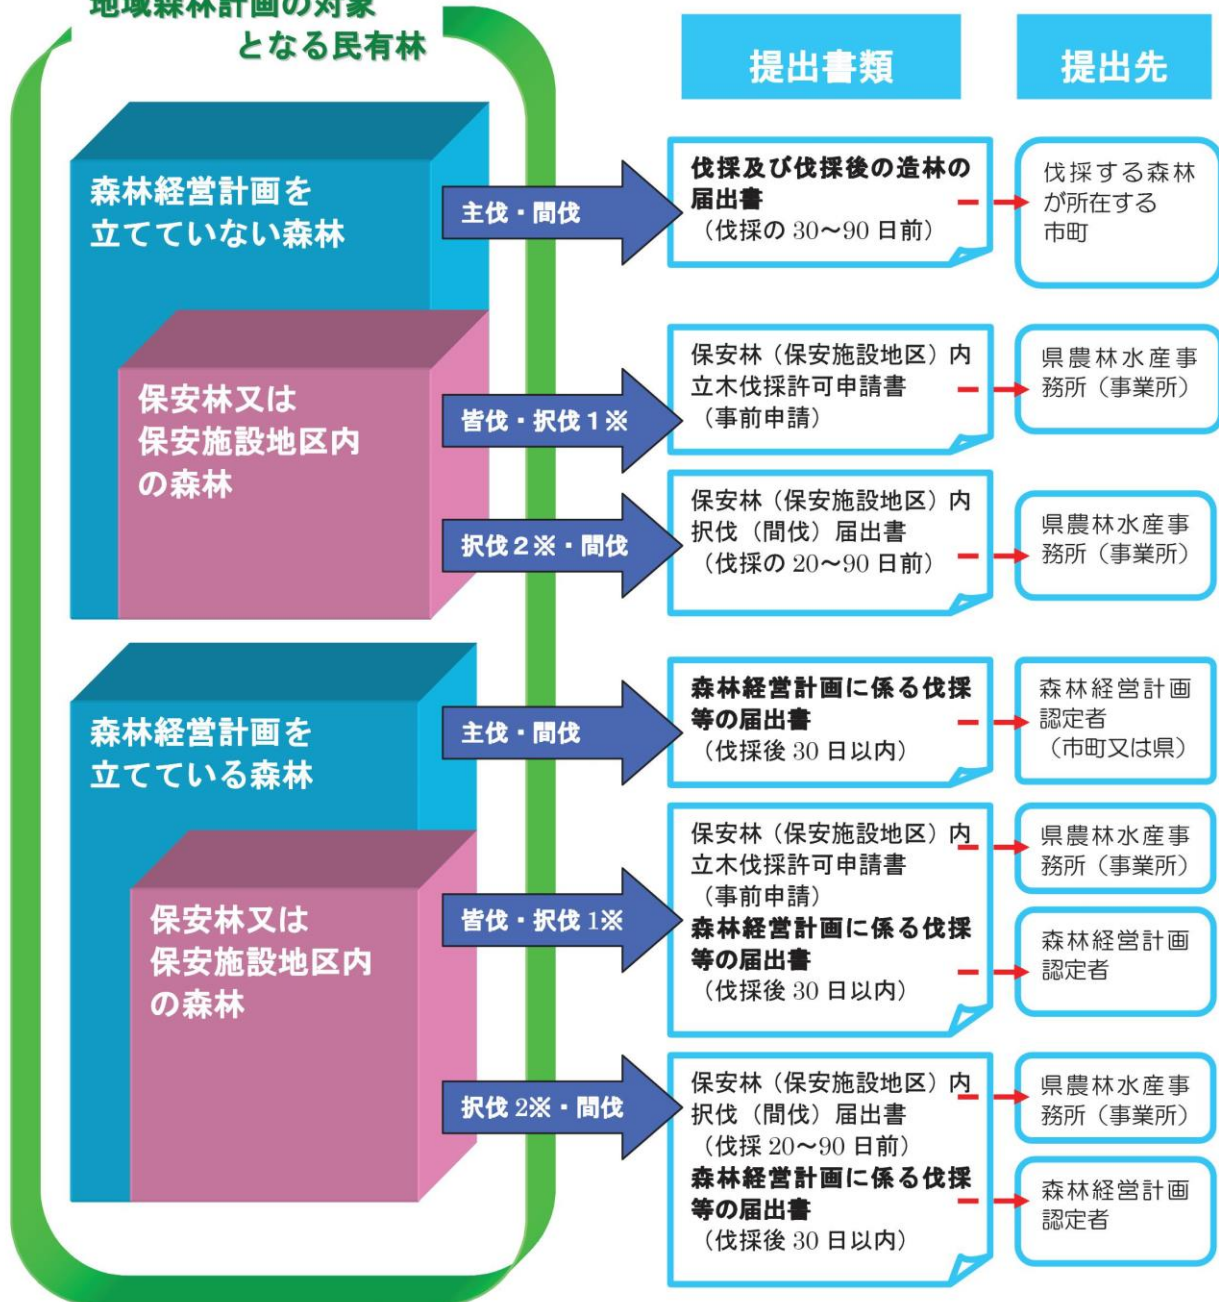 地域森林計画の対象
となる民有林
提出書類
提出先
森林経営計画を
立てていない森林
主伐・間伐
伐採及び伐採後の造林の
届出書
（伐採の 30～90 日前）
伐採する森林
が所在する
市町
保安林又は
保安施設地区内
の森林
皆伐・択伐１※
保安林（保安施設地区）内
立木伐採許可申請書
（事前申請）
県農林水産事
務所（事業所）
択伐２※・間伐
保安林（保安施設地区）内
択伐（間伐）届出書
（伐採の 20～90 日前）
県農林水産事
務所（事業所）
森林経営計画を
立てている森林
主伐・間伐
森林経営計画に係る伐採
等の届出書
（伐採後 30 日以内）
森林経営計画
認定者
（市町又は県）
保安林又は
保安施設地区内
の森林
皆伐・択伐 1※
保安林（保安施設地区）内
立木伐採許可申請書
（事前申請）
森林経営計画に係る伐採
等の届出書
（伐採後 30 日以内）
県農林水産事
務所（事業所）
森林経営計画
認定者
択伐 2※・間伐
保安林（保安施設地区）内
択伐（間伐）届出書
（伐採 20～90 日前）
森林経営計画に係る伐採
等の届出書
（伐採後 30 日以内）
県農林水産事
務所（事業所）
森林経営計画
認定者